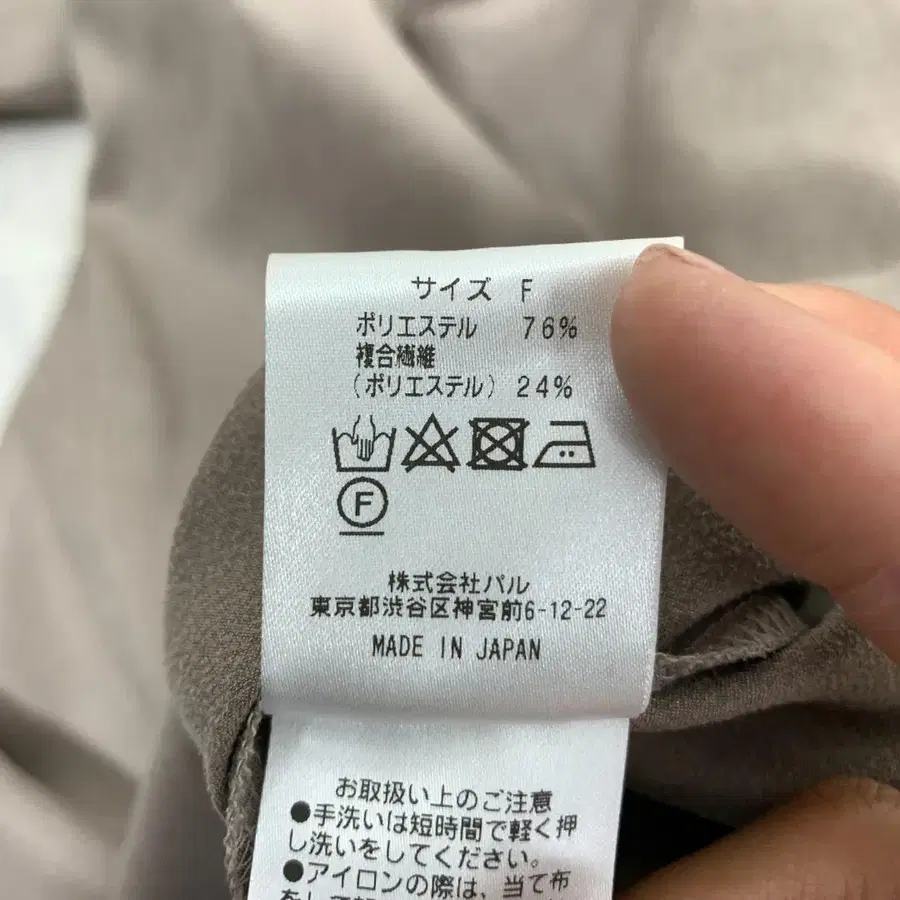 サイズ F
ポリエステル 76%
複合繊維
(ポリエステル) 24%
F
株式会社パル
東京都渋谷区神宮前6-12-22
MADE IN JAPAN
お取扱い上のご注意
●手洗いは短時間で軽く押
し洗いをしてください。
●アイロンの際は、当て布